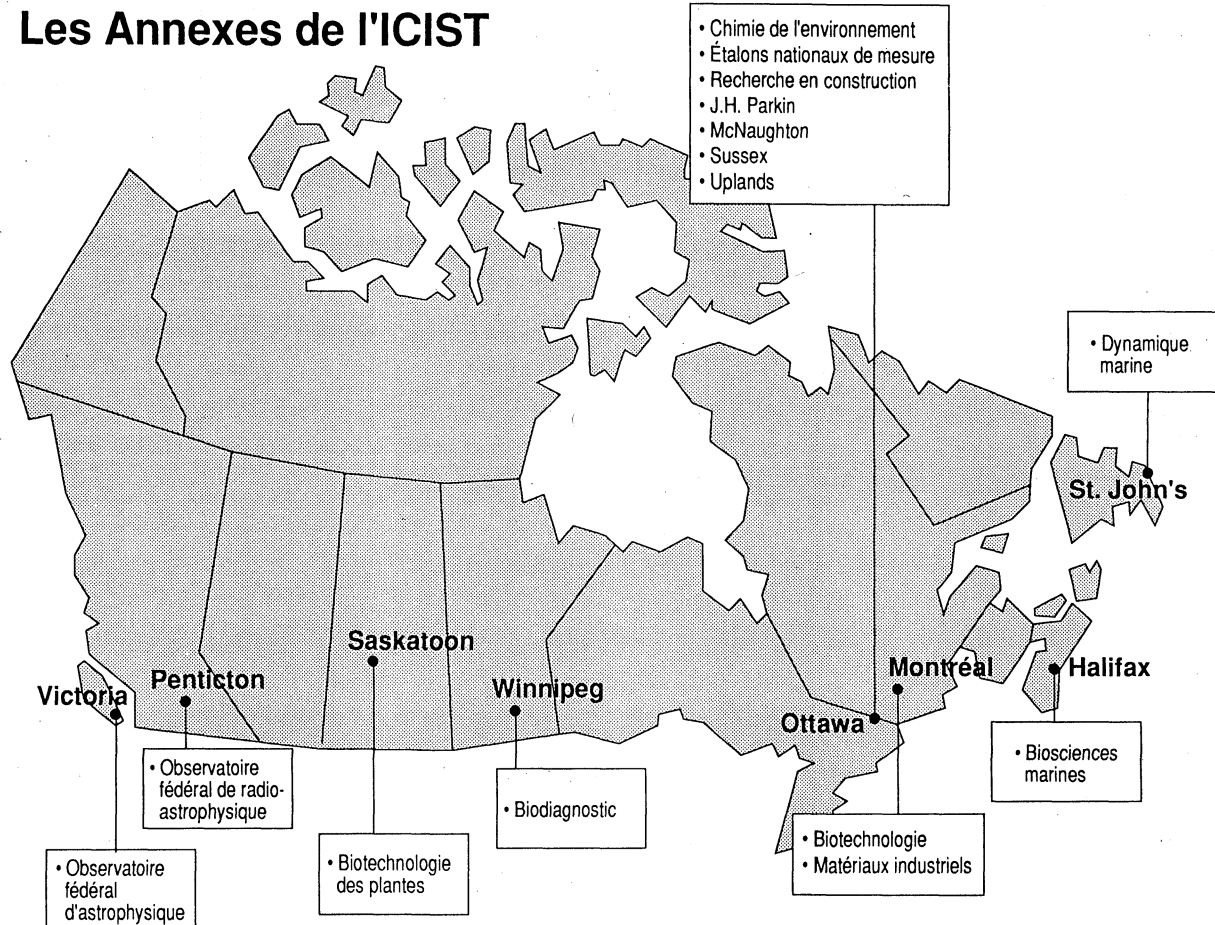 Les Annexes de l'ICIST
• Chimie de l'environnement
• Étalons nationaux de mesure
• Recherche en construction
• J.H. Parkin
• McNaughton
• Sussex
• Uplands
• Dynamique
marine
St. John's
Saskatoon
Montréal
Halifax
Penticton
Winnipeg
Victoria
Ottawa
• Observatoire
fédéral de radio-
astrophysique
• Biosciences
marines
• Biodiagnostic
• Biotechnologie
• Matériaux industriels
• Biotechnologie
des plantes
• Observatoire
fédéral
d'astrophysique